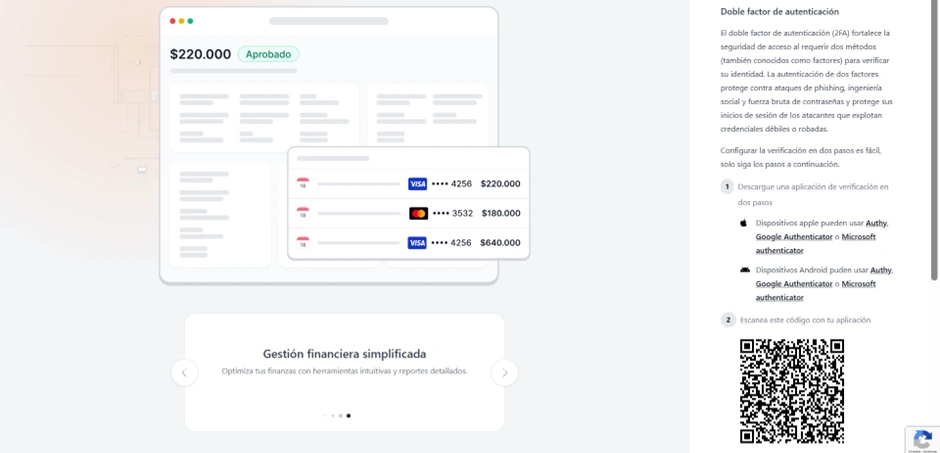 $220.000 Aprobado
VISA •••• 4256 $220.000
•••• 3532 $180.000
VISA •••• 4256 $640.000
Gestión financiera simplificada
Optimiza tus finanzas con herramientas intuitivas y reportes detallados.
Doble factor de autenticación
El doble factor de autenticación (2FA) fortalece la
seguridad de acceso al requerir dos métodos
(también conocidos como factores) para verificar
su identidad. La autenticación de dos factores
protege contra ataques de phishing, ingeniería
social y fuerza bruta de contraseñas y protege sus
inicios de sesión de los atacantes que explotan
credenciales débiles o robadas.
Configurar la verificación en dos pasos es fácil,
solo siga los pasos a continuación.
1 Descargue una aplicación de verificación en
dos pasos
Dispositivos apple pueden usar Authy,
Google Authenticator o Microsoft
authenticator
Dispositivos Android puden usar Authy,
Google Authenticator o Microsoft
authenticator
2 Escanea este código con tu aplicación